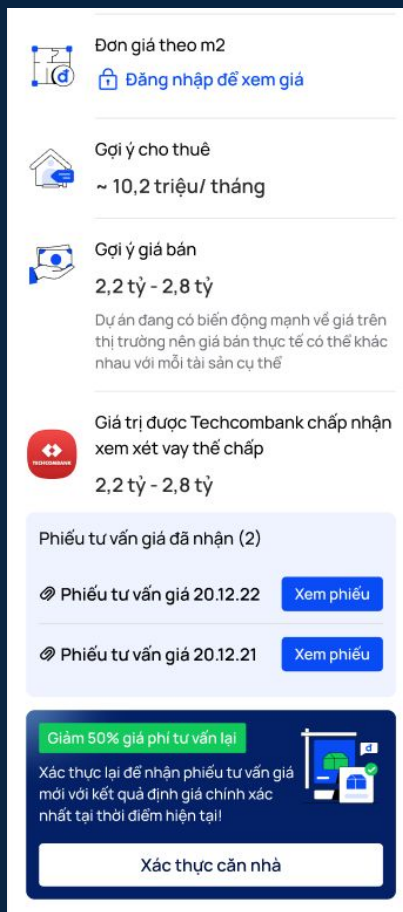 Đơn giá theo m2
Đăng nhập để xem giá
Gợi ý cho thuê
~ 10,2 triệu/ tháng
Gợi ý giá bán
2,2 tỷ - 2,8 tỷ
Dự án đang có biến động mạnh về giá trên
thị trường nên giá bán thực tế có thể khác
nhau với mỗi tài sản cụ thể
Giá trị được Techcombank chấp nhận
xem xét vay thế chấp
TECHCOMBANK
2,2 tỷ - 2,8 tỷ
Phiếu tư vấn giá đã nhận (2)
Phiếu tư vấn giá 20.12.22
Xem phiếu
Phiếu tư vấn giá 20.12.21
Xem phiếu
Giảm 50% giá phí tư vấn lại
Xác thực lại để nhận phiếu tư vấn giá
mới với kết quả định giá chính xác
nhất tại thời điểm hiện tại!
Xác thực căn nhà